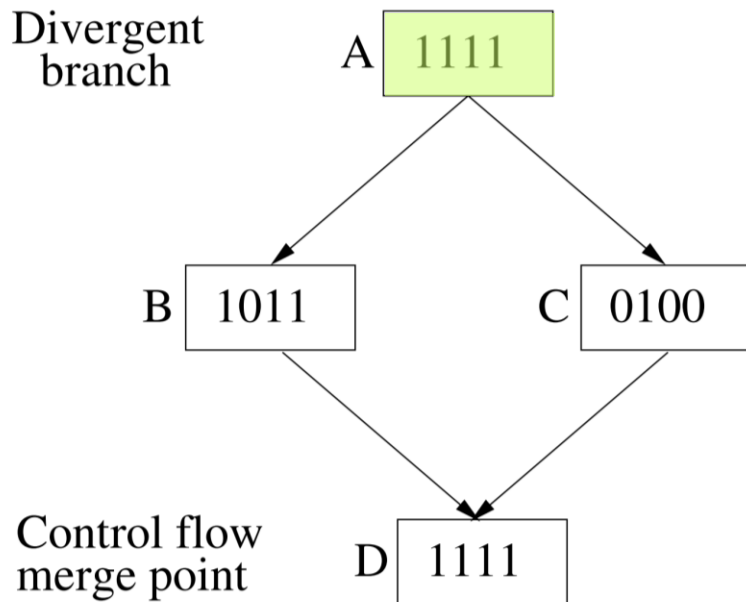 Divergent
branch
A 1111
B 1011
C 0100
Control flow
merge point
D 1111